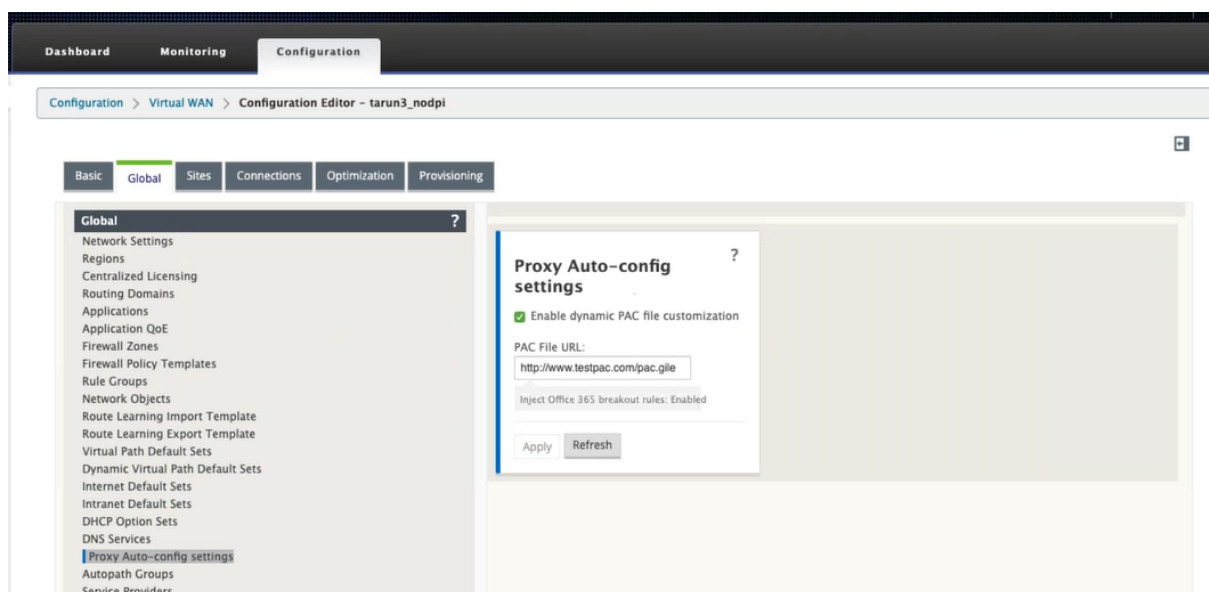 Dashboard Monitoring Configuration
Configuration > Virtual WAN > Configuration Editor - tarun3_nodpi
Basic Global Sites Connections Optimization Provisioning
Global ?
Network Settings
Regions
Centralized Licensing
Routing Domains
Applications
Application QoE
Firewall Zones
Firewall Policy Templates
Rule Groups
Network Objects
Route Learning Import Template
Route Learning Export Template
Virtual Path Default Sets
Dynamic Virtual Path Default Sets
Internet Default Sets
Intranet Default Sets
DHCP Option Sets
DNS Services
Proxy Auto-config settings
Autopath Groups
Service Providers
?
Proxy Auto-config
settings
Enable dynamic PAC file customization
PAC File URL:
http://www.testpac.com/pac.gile
Inject Office 365 breakout rules: Enabled
Apply Refresh